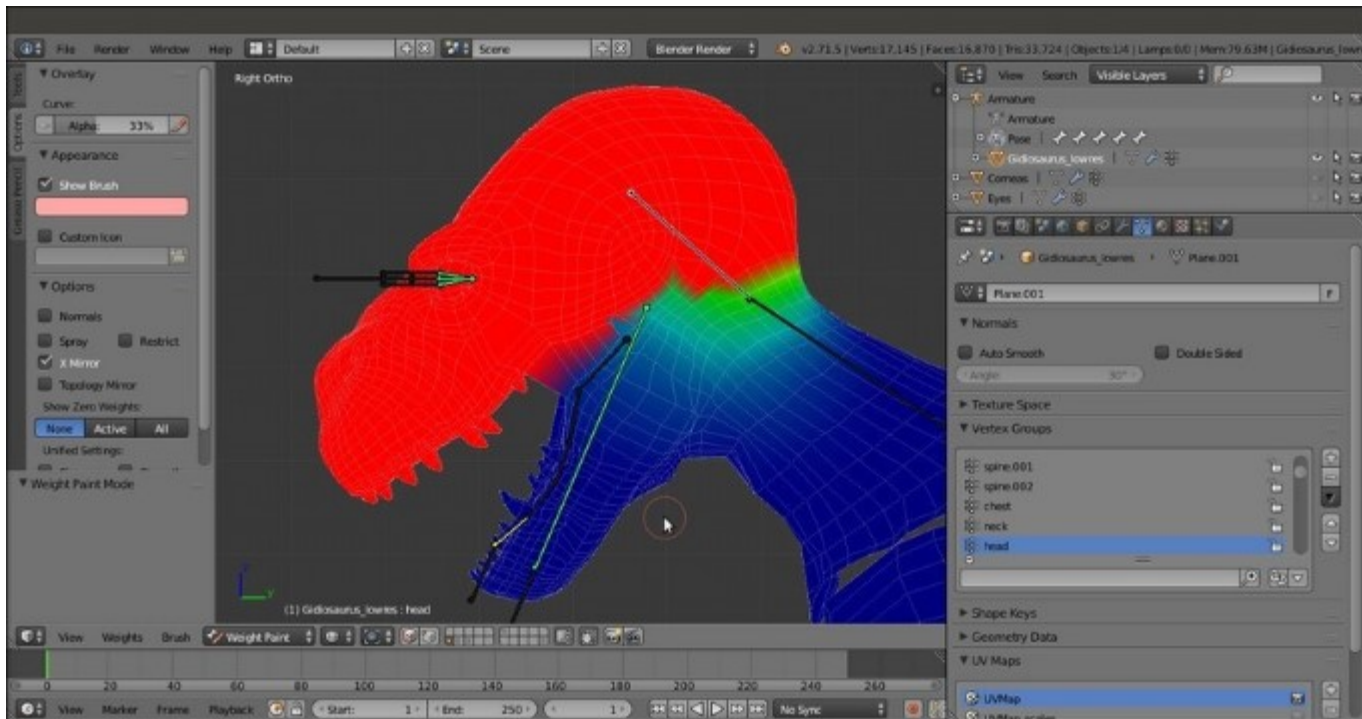 File Render Window Help Default Scene Blender Render v2.71.5 | Verts:17,145 | Faces:16,870 | Tris:33,724 | Objects:1/4 | Lamps:0/0 | Mem:79.63M | Gidiosaurus_lowres
Tools
Options
Grease Pencil
Overlay
Curve:
Alpha: 33%
Appearance
Show Brush
Custom Icon
Options
Normals
Spray Restrict
X Mirror
Topology Mirror
Show Zero Weights:
None Active All
Unified Settings:
Weight Paint Mode
Right Ortho
(1) Gidiosaurus_lowres : head
View Weights Brush Weight Paint
0 20 40 60 80 100 120 140 160 180 200 220 240 260
View Marker Frame Playback Start: 1 End: 250 1 No Sync
View Search Visible Layers
Armature
Armature
Pose
Gidiosaurus_lowres
Corneas
Eyes
Gidiosaurus_lowres Plane.001
Plane.001 F
Normals
Auto Smooth Double Sided
Angle: 30°
Texture Space
Vertex Groups
spine.001
spine.002
chest
neck
head
Shape Keys
Geometry Data
UV Maps
UVMap
UVMap_scales